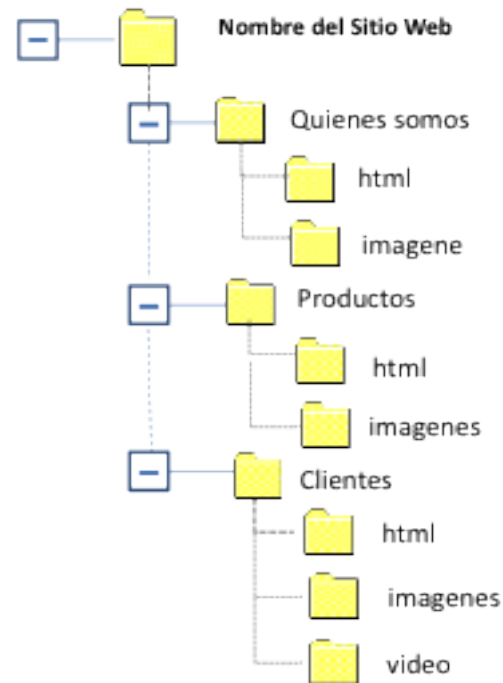 Nombre del Sitio Web
Quienes somos
html
imagene
Productos
html
imagenes
Clientes
html
imagenes
video